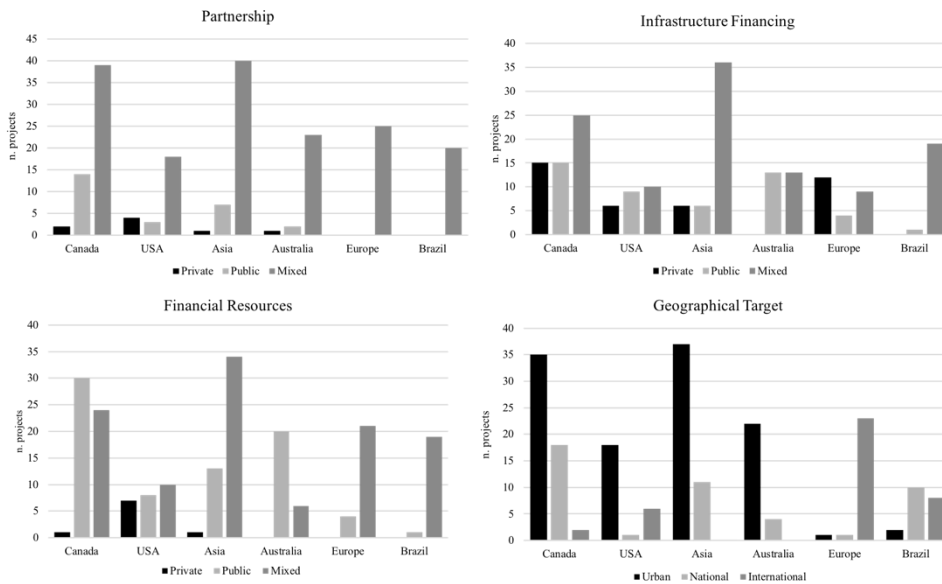 Partnership
45
40
35
30
25
20
15
10
5
0
n. projects
Canada USA Asia Australia Europe Brazil
Private Public Mixed
Infrastructure Financing
40
35
30
25
20
15
10
5
0
n. projects
Canada USA Asia Australia Europe Brazil
Private Public Mixed
Financial Resources
40
35
30
25
20
15
10
5
0
n. projects
Canada USA Asia Australia Europe Brazil
Private Public Mixed
Geographical Target
40
35
30
25
20
15
10
5
0
n. projects
Canada USA Asia Australia Europe Brazil
Urban National International